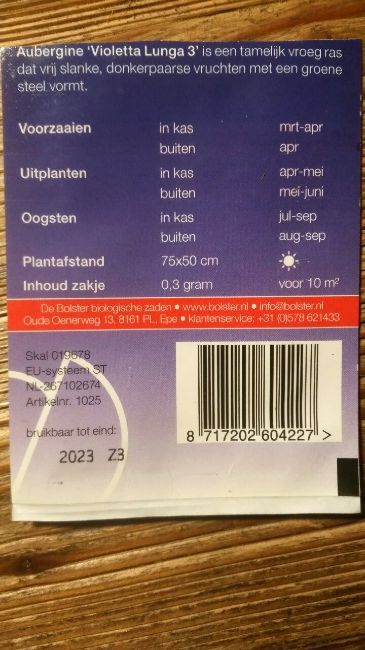 Aubergine 'Violetta Lunga 3' is een tamelijk vroeg ras
dat vrij slanke, donkerpaarse vruchten met een groene
steel vormt.
Voorzaaien in kas mrt-apr
buiten apr
Uitplanten in kas apr-mei
buiten mei-juni
Oogsten in kas jul-sep
buiten aug-sep
Plantafstand 75x50 cm
Inhoud zakje 0,3 gram voor 10 m²
De Bolster biologische zaden • www.bolster.nl • info@bolster.nl
Oude Oenerweg 13, 8161 PL, Epe • klantenservice: +31 (0)578 621433
Skal 019678
EU-systeem ST
NL-267102674
Artikelnr. 1025
bruikbaar tot eind:
2023 Z3
8 717202 604227 >